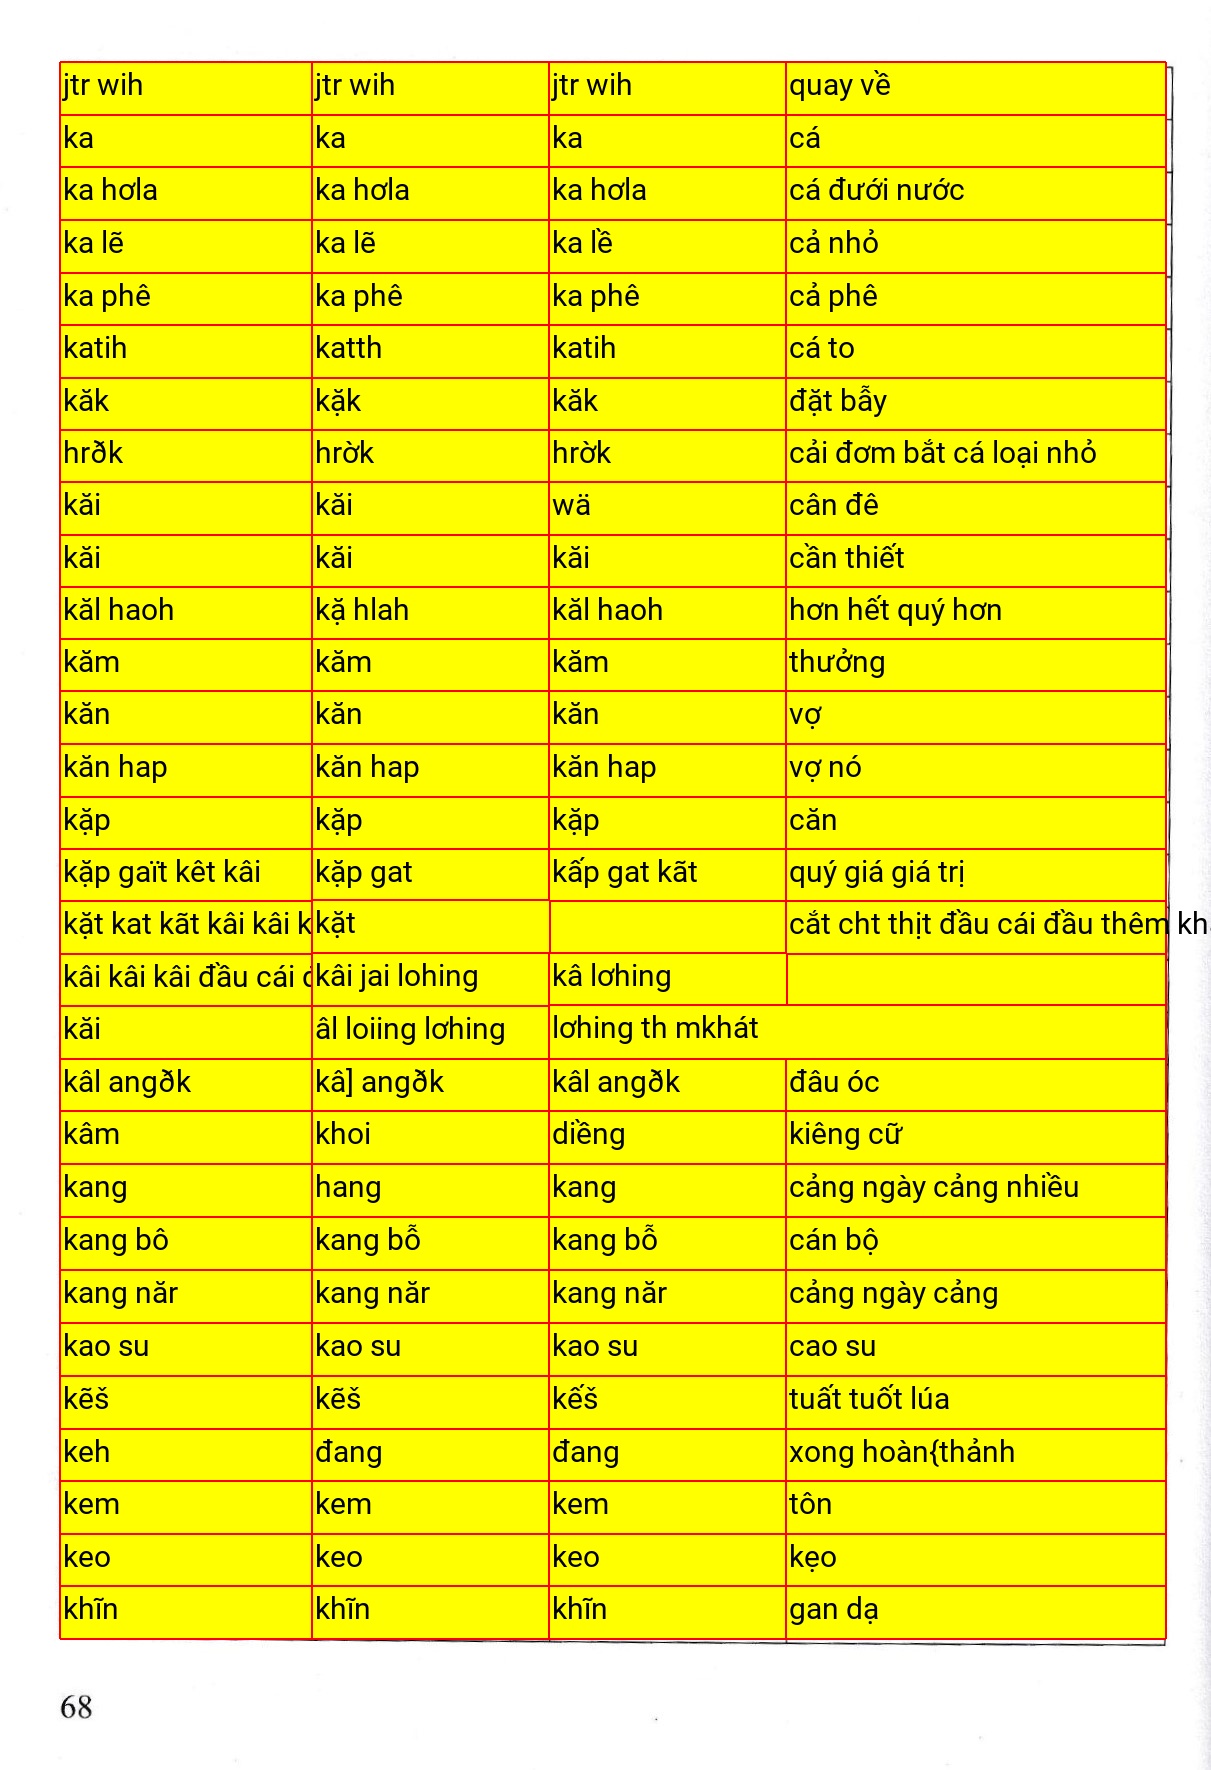 jtr wih jtr wih jtr wih quay về
ka ka ka cá
ka hơla ka hơla ka hơla cá đưới nước
ka lẽ ka lẽ ka lề cả nhỏ
ka phê ka phê ka phê cả phê
katih katth katih cá to
kăk kặk kăk đặt bẫy
hrðk hrờk hrờk cải đơm bắt cá loại nhỏ
kăi kăi wä cân đê
kăi kăi kăi cần thiết
kăl haoh kặ hlah kăl haoh hơn hết quý hơn
kăm kăm kăm thưởng
kăn kăn kăn vợ
kăn hap kăn hap kăn hap vợ nó
kặp kặp kặp căn
kặp gaït kêt kâi kặp gat kấp gat kãt quý giá giá trị
kặt kat kãt kâi kâi kặt cắt cht thịt đầu cái đầu thêm
kâi kâi kâi đầu cái kâi jai lohing kâ lơhing
kăi âl loiing lơhing lơhing th mkhát
kâl angðk kâ] angðk kâl angðk đâu óc
kâm khoi diềng kiêng cữ
kang hang kang cảng ngày cảng nhiều
kang bô kang bỗ kang bỗ cán bộ
kang năr kang năr kang năr cảng ngày cảng
kao su kao su kao su cao su
kẽš kẽš kếš tuất tuốt lúa
keh đang đang xong hoàn{thảnh
kem kem kem tôn
keo keo keo kẹo
khĩn khĩn khĩn gan dạ
68